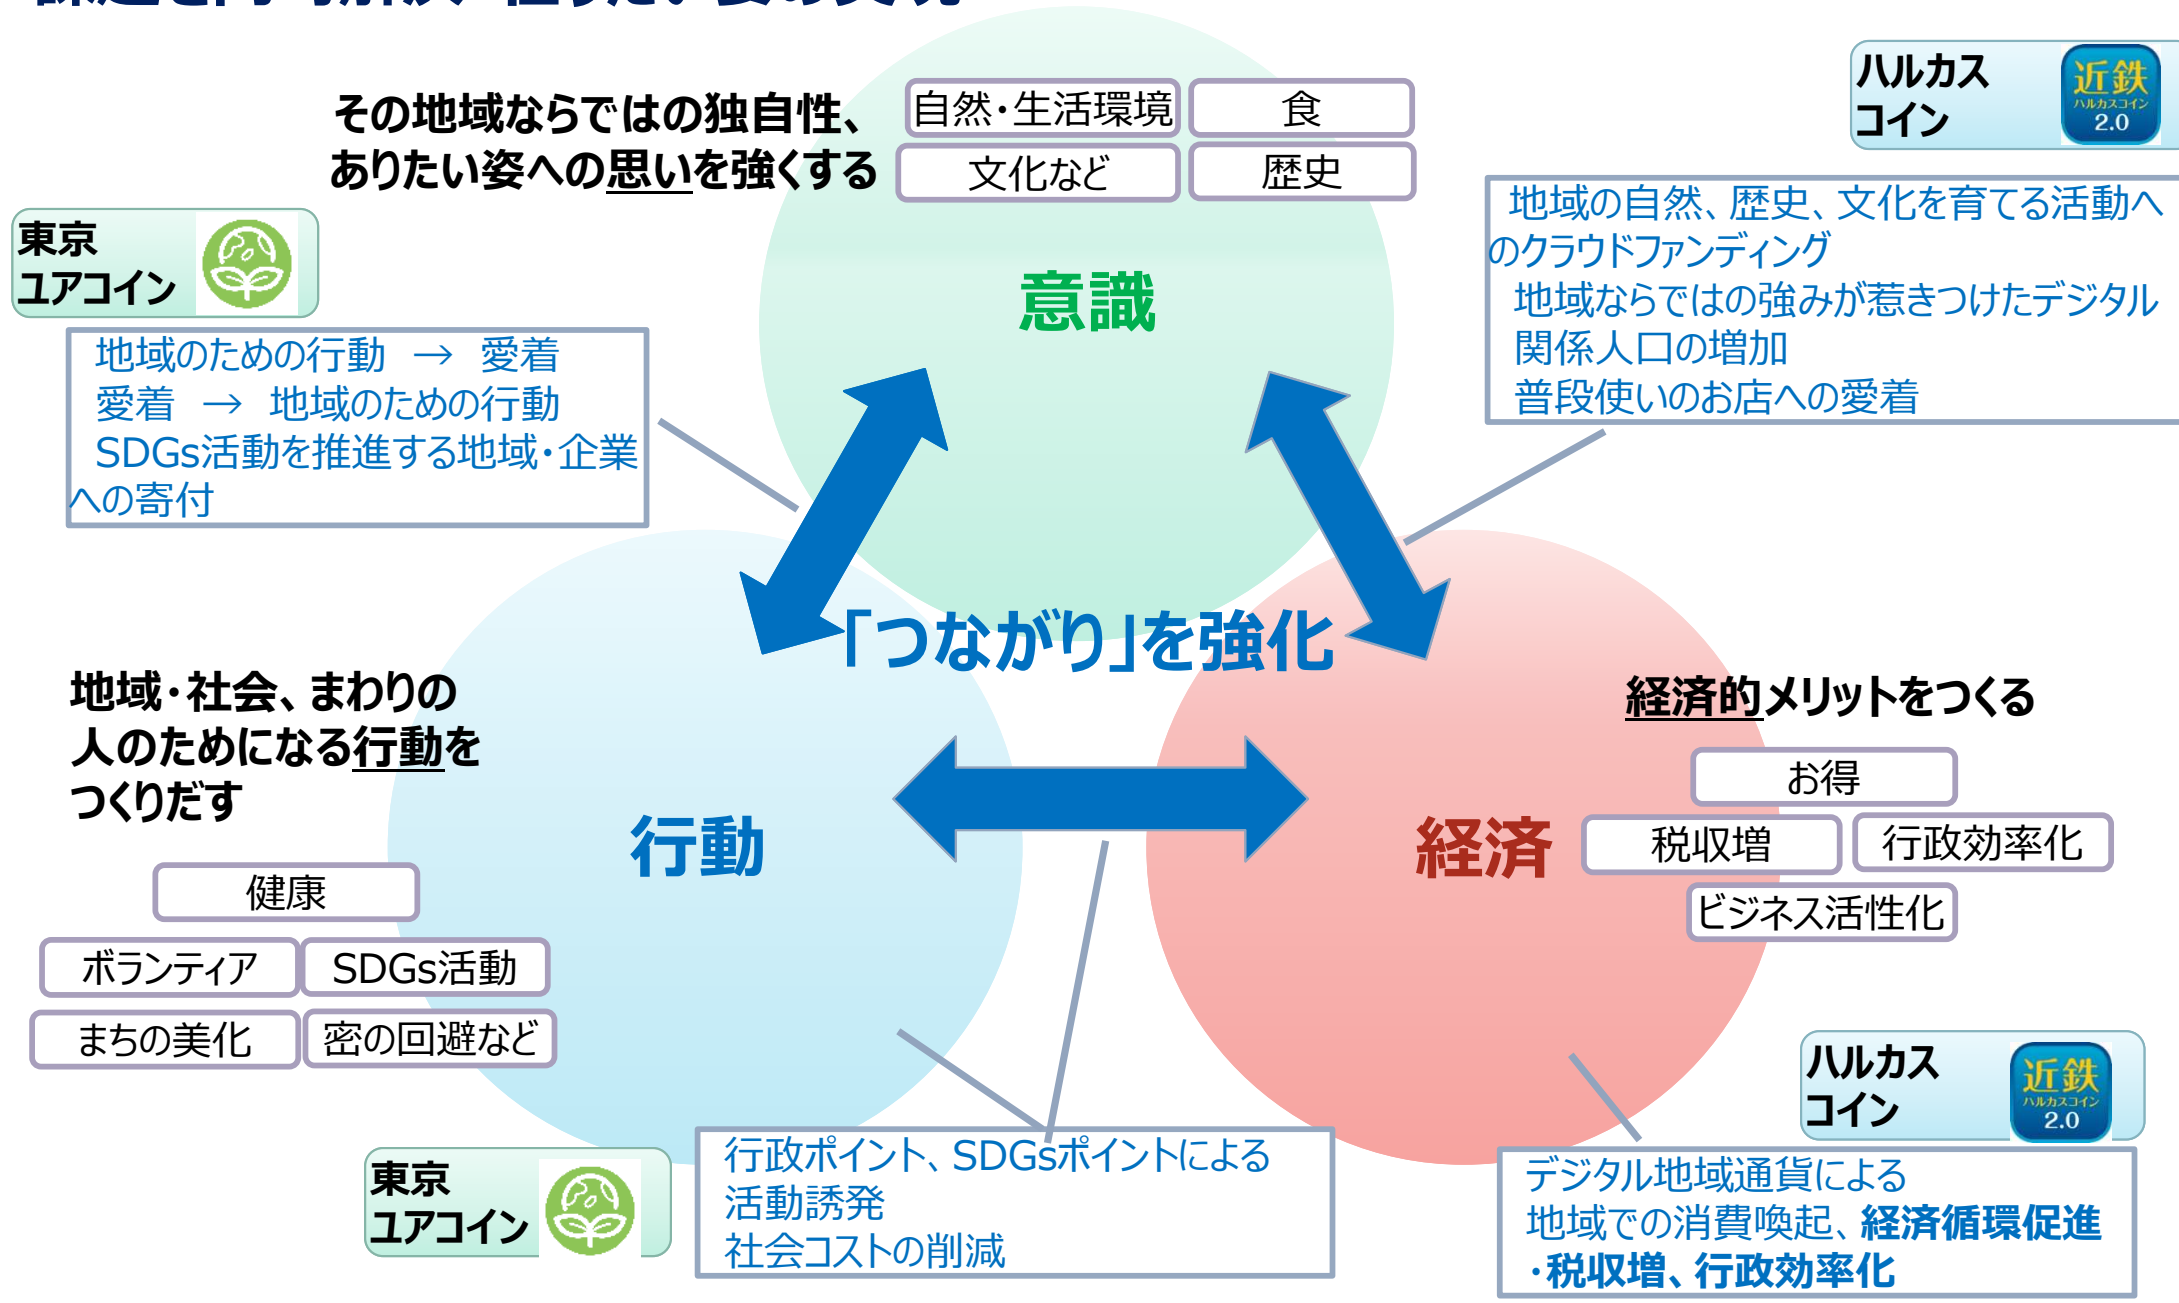 その地域ならではの独自性、
ありたい姿への思いを強くする
自然・生活環境
食
文化など
歴史
ハルカス
コイン
近鉄
ハルカスコイン
2.0
東京
ユアコイン
意識
地域の自然、歴史、文化を育てる活動へ
のクラウドファンディング
地域ならではの強みが惹きつけたデジタル
関係人口の増加
普段使いのお店への愛着
地域のための行動 → 愛着
愛着 → 地域のための行動
SDGs活動を推進する地域・企業
への寄付
「つながり」を強化
地域・社会、まわりの
人のためになる行動を
つくりだす
経済的メリットをつくる
お得
税収増
行政効率化
ビジネス活性化
行動
経済
健康
ボランティア
SDGs活動
まちの美化
密の回避など
ハルカス
コイン
近鉄
ハルカスコイン
2.0
東京
ユアコイン
行政ポイント、SDGsポイントによる
活動誘発
社会コストの削減
デジタル地域通貨による
地域での消費喚起、経済循環促進
・税収増、行政効率化